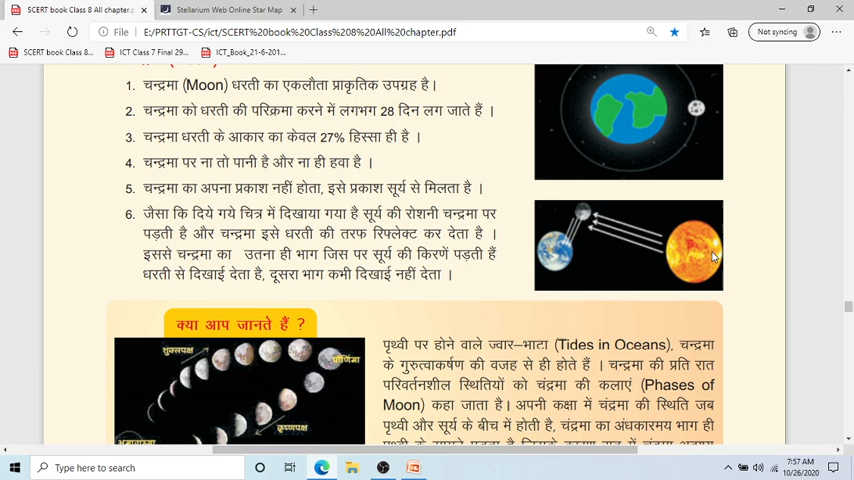 SCERT book Class 8 All chapter.p
Stellarium Web Online Star Map
File
E:/PRTTGT-CS/ict/SCERT%20book%20Class%208%20All%20chapter.pdf
Not syncing
SCERT book Class 8...
ICT Class 7 Final 29...
ICT_Book_21-6-201...
1. चन्द्रमा (Moon) धरती का एकलौता प्राकृतिक उपग्रह है।
2. चन्द्रमा को धरती की परिक्रमा करने में लगभग 28 दिन लग जाते हैं ।
3. चन्द्रमा धरती के आकार का केवल 27% हिस्सा ही है ।
4. चन्द्रमा पर ना तो पानी है और ना ही हवा है ।
5. चन्द्रमा का अपना प्रकाश नहीं होता, इसे प्रकाश सूर्य से मिलता है ।
6. जैसा कि दिये गये चित्र में दिखाया गया है सूर्य की रोशनी चन्द्रमा पर
पड़ती है और चन्द्रमा इसे धरती की तरफ रिफ्लेक्ट कर देता है ।
इससे चन्द्रमा का उतना ही भाग जिस पर सूर्य की किरणें पड़ती हैं
धरती से दिखाई देता है, दूसरा भाग कभी दिखाई नहीं देता ।
क्या आप जानते हैं ?
शुक्लपक्ष
पूर्णिमा
कृष्णपक्ष
पृथ्वी पर होने वाले ज्वार–भाटा (Tides in Oceans), चन्द्रमा
के गुरुत्वाकर्षण की वजह से ही होते हैं । चन्द्रमा की प्रति रात
परिवर्तनशील स्थितियों को चंद्रमा की कलाएं (Phases of
Moon) कहा जाता है। अपनी कक्षा में चंद्रमा की स्थिति जब
पृथ्वी और सूर्य के बीच में होती है, चंद्रमा का अंधकारमय भाग ही
Type here to search
7:57 AM
10/26/2020